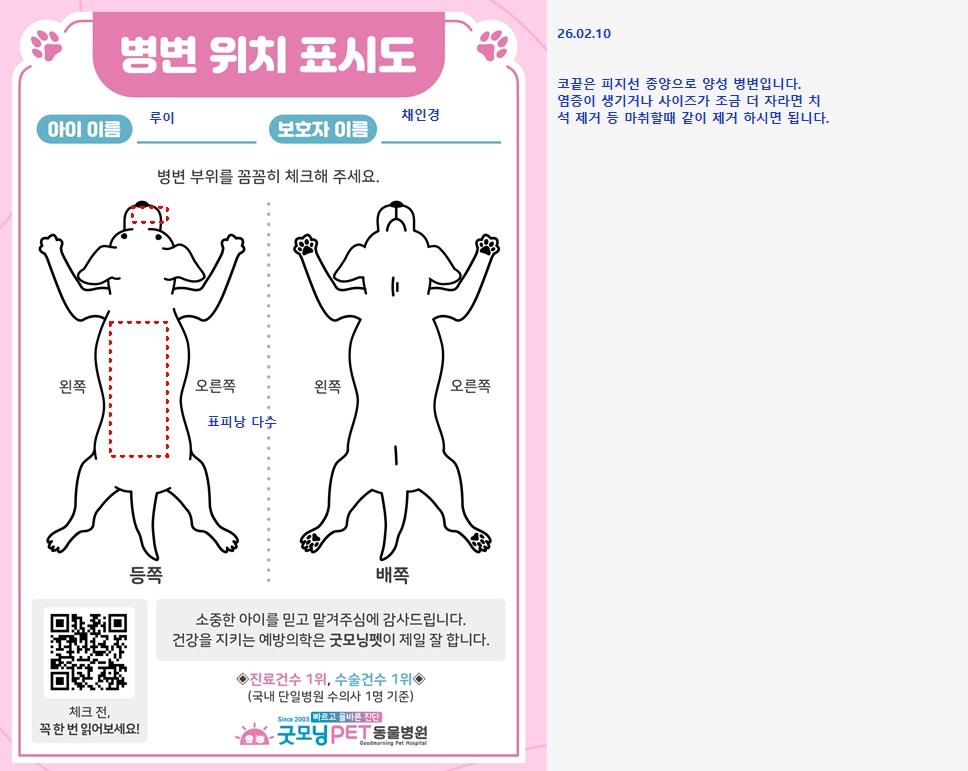 병변 위치 표시도
26.02.10
코끝은 피지선 종양으로 양성 병변입니다.
염증이 생기거나 사이즈가 조금 더 자라면 치
석 제거 등 마취할때 같이 제거 하시면 됩니다.
아이 이름 루이 보호자 이름 채인경
병변 부위를 꼼꼼히 체크해 주세요.
왼쪽 오른쪽 왼쪽 오른쪽
표피낭 다수
등쪽 배쪽
소중한 아이를 믿고 맡겨주심에 감사드립니다.
건강을 지키는 예방의학은 굿모닝펫이 제일 잘 합니다.
체크 전,
꼭 한 번 읽어보세요!
◈진료건수 1위, 수술건수 1위◈
(국내 단일병원 수의사 1명 기준)
Since 2003 빠르고 올바른 진단
굿모닝PET동물병원
Goodmorning Pet Hospital